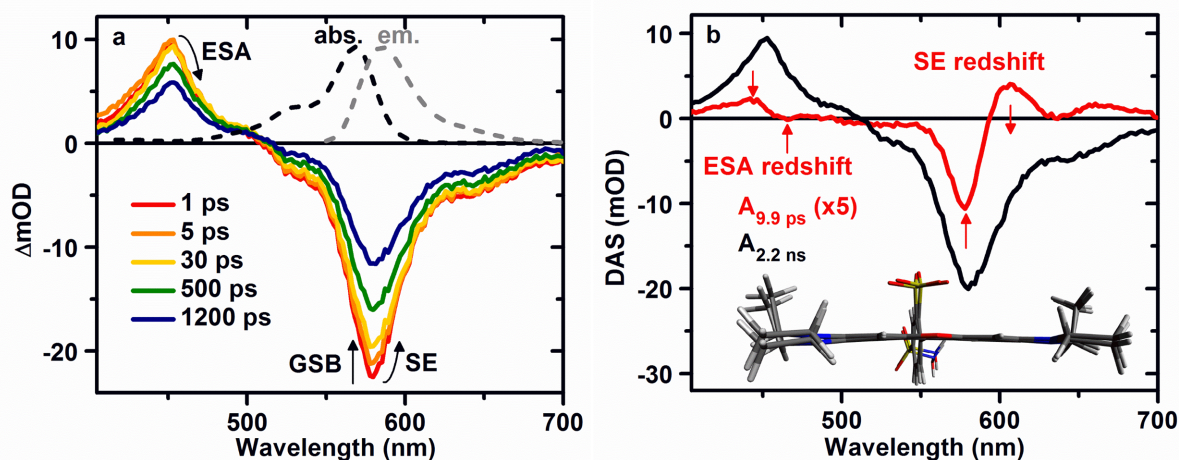 a
abs.
em.
ESA
10
0
-10
-20
ΔmOD
1 ps
5 ps
30 ps
500 ps
1200 ps
GSB
SE
500
600
700
Wavelength (nm)
b
SE redshift
ESA redshift
A9.9 ps (x5)
A2.2 ns
10
0
-10
-20
-30
DAS (mOD)
500
600
700
Wavelength (nm)